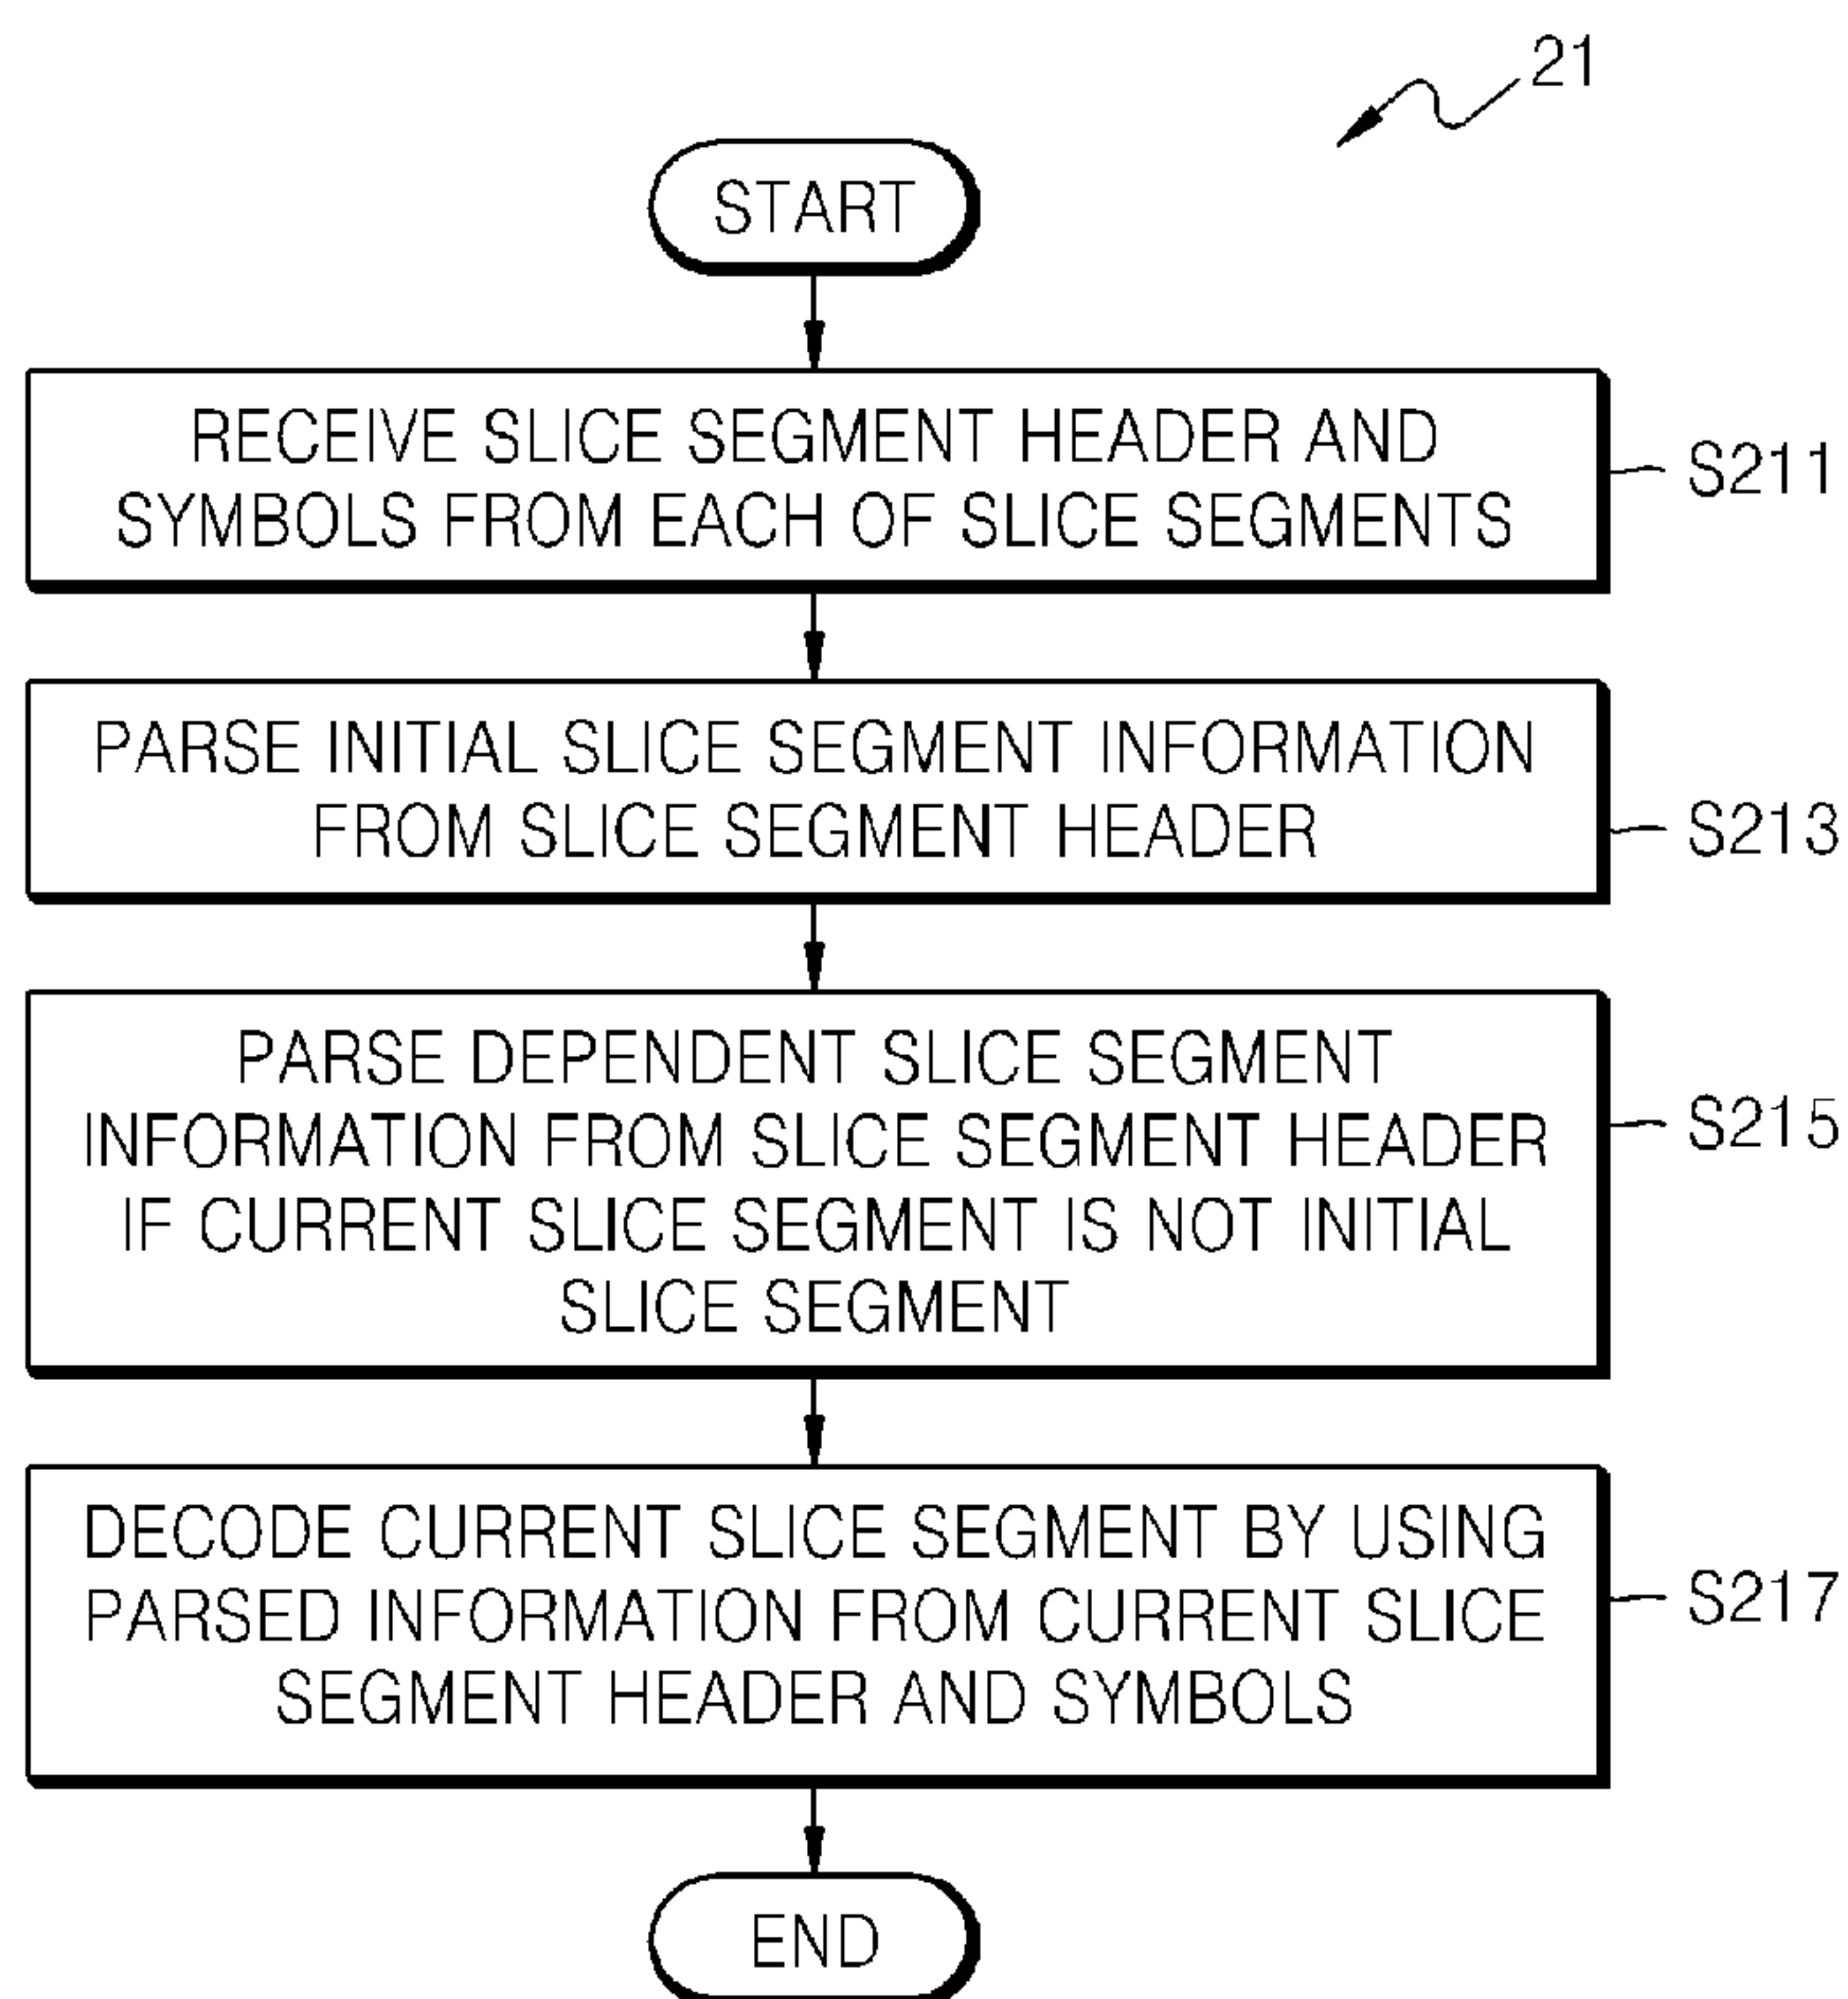 21
START
RECEIVE SLICE SEGMENT HEADER AND
SYMBOLS FROM EACH OF SLICE SEGMENTS
S211
PARSE INITIAL SLICE SEGMENT INFORMATION
FROM SLICE SEGMENT HEADER
S213
PARSE DEPENDENT SLICE SEGMENT
INFORMATION FROM SLICE SEGMENT HEADER
IF CURRENT SLICE SEGMENT IS NOT INITIAL
SLICE SEGMENT
S215
DECODE CURRENT SLICE SEGMENT BY USING
PARSED INFORMATION FROM CURRENT SLICE
SEGMENT HEADER AND SYMBOLS
S217
END